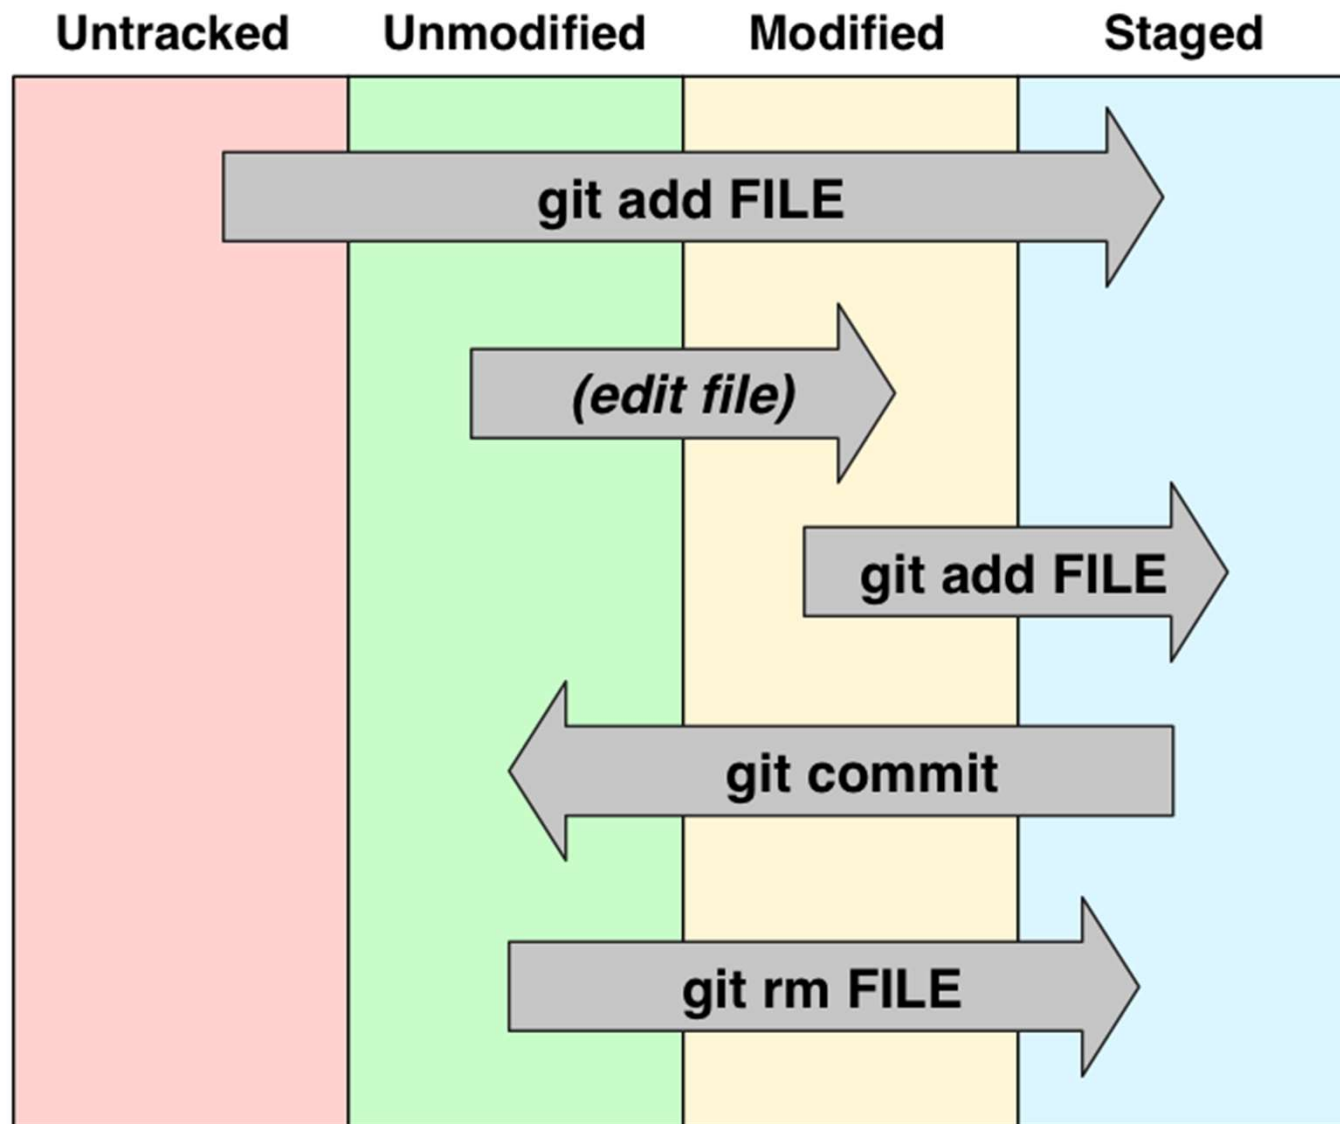 Untracked Unmodified Modified Staged
git add FILE
(edit file)
git add FILE
git commit
git rm FILE